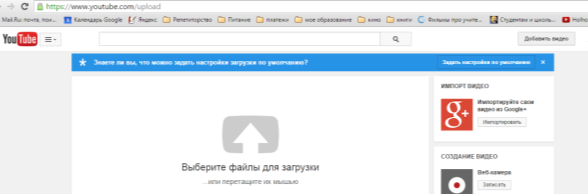 https://www.youtube.com/upload
Mail.Ru: почта, пои... Календарь Google Яндекс Репетиторство Питание платежи мое образование кино книги Фильмы про учите... Студентам и школь...
YouTube Добавить видео
Знаете ли вы, что можно задать настройки загрузки по умолчанию? Задать настройки по умолчанию
ИМПОРТ ВИДЕО
Импортируйте свои
видео из Google+
Импортировать
Выберите файлы для загрузки
...или перетащите их мышью
СОЗДАНИЕ ВИДЕО
Веб-камера
Записать